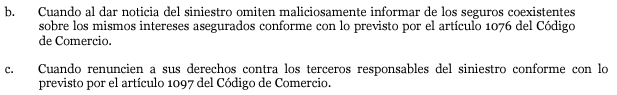 b. Cuando al dar noticia del siniestro omiten maliciosamente informar de los seguros coexistentes
sobre los mismos intereses asegurados conforme con lo previsto por el artículo 1076 del Código
de Comercio.
c. Cuando renuncien a sus derechos contra los terceros responsables del siniestro conforme con lo
previsto por el artículo 1097 del Código de Comercio.